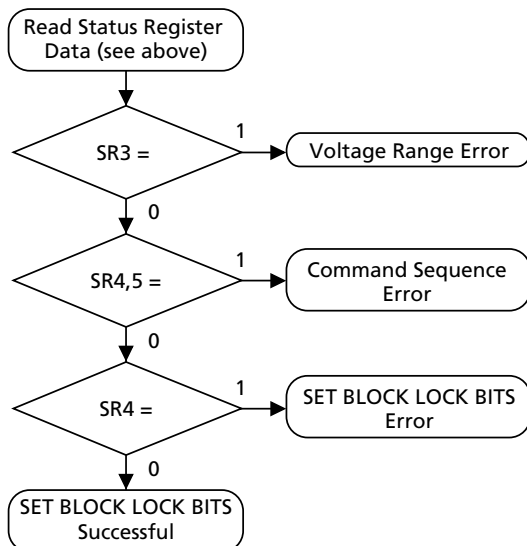 Read Status Register
Data (see above)
1
SR3 =
Voltage Range Error
0
1
SR4,5 =
Command Sequence
Error
0
1
SR4 =
SET BLOCK LOCK BITS
Error
0
SET BLOCK LOCK BITS
Successful